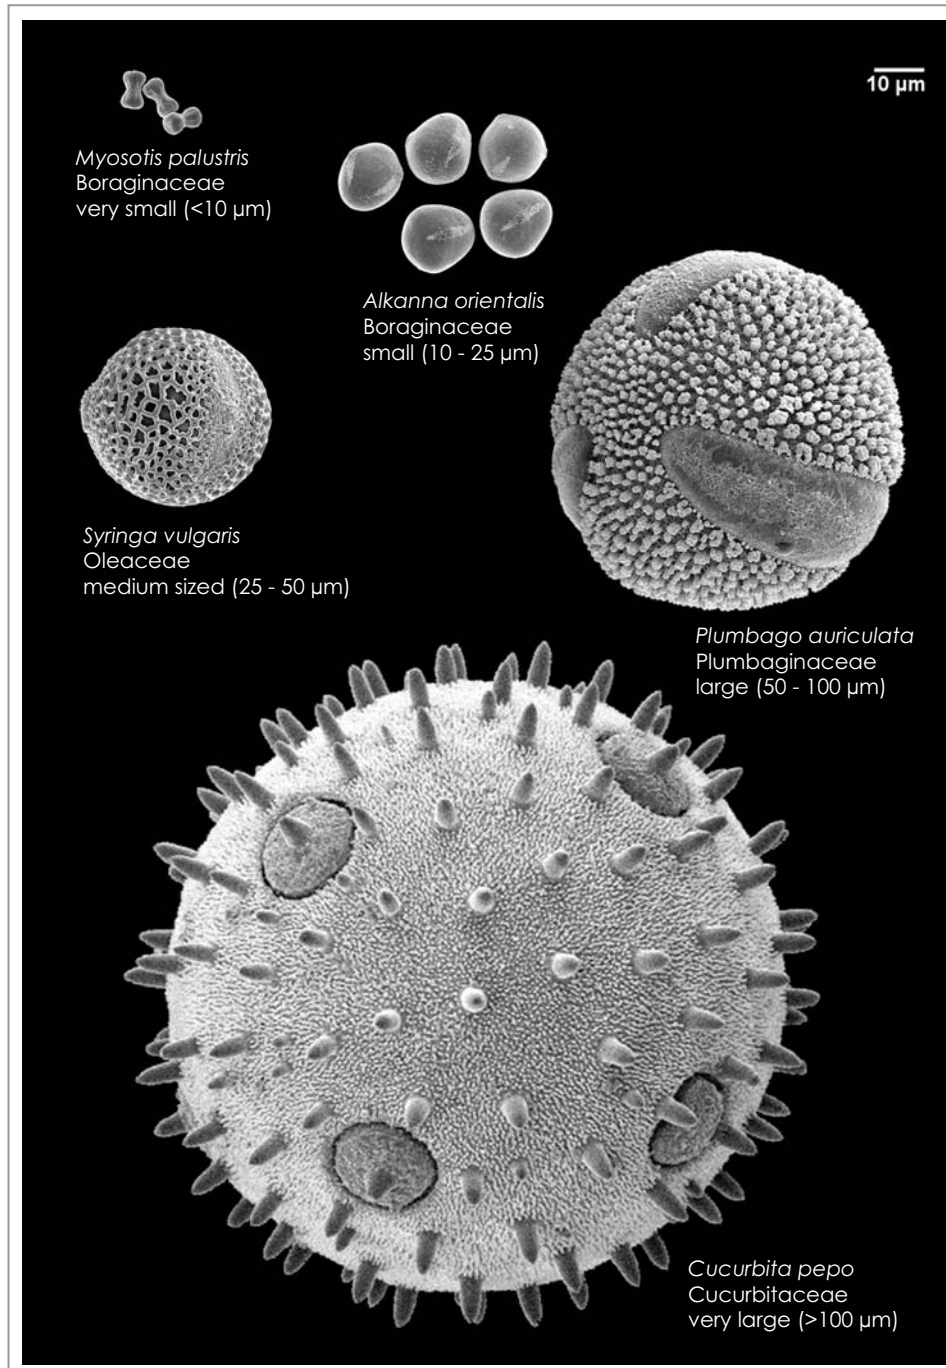 10 µm
Myosotis palustris
Boraginaceae
very small (<10 µm)
Alkanna orientalis
Boraginaceae
small (10 - 25 µm)
Syringa vulgaris
Oleaceae
medium sized (25 - 50 µm)
Plumbago auriculata
Plumbaginaceae
large (50 - 100 µm)
Cucurbita pepo
Cucurbitaceae
very large (>100 µm)